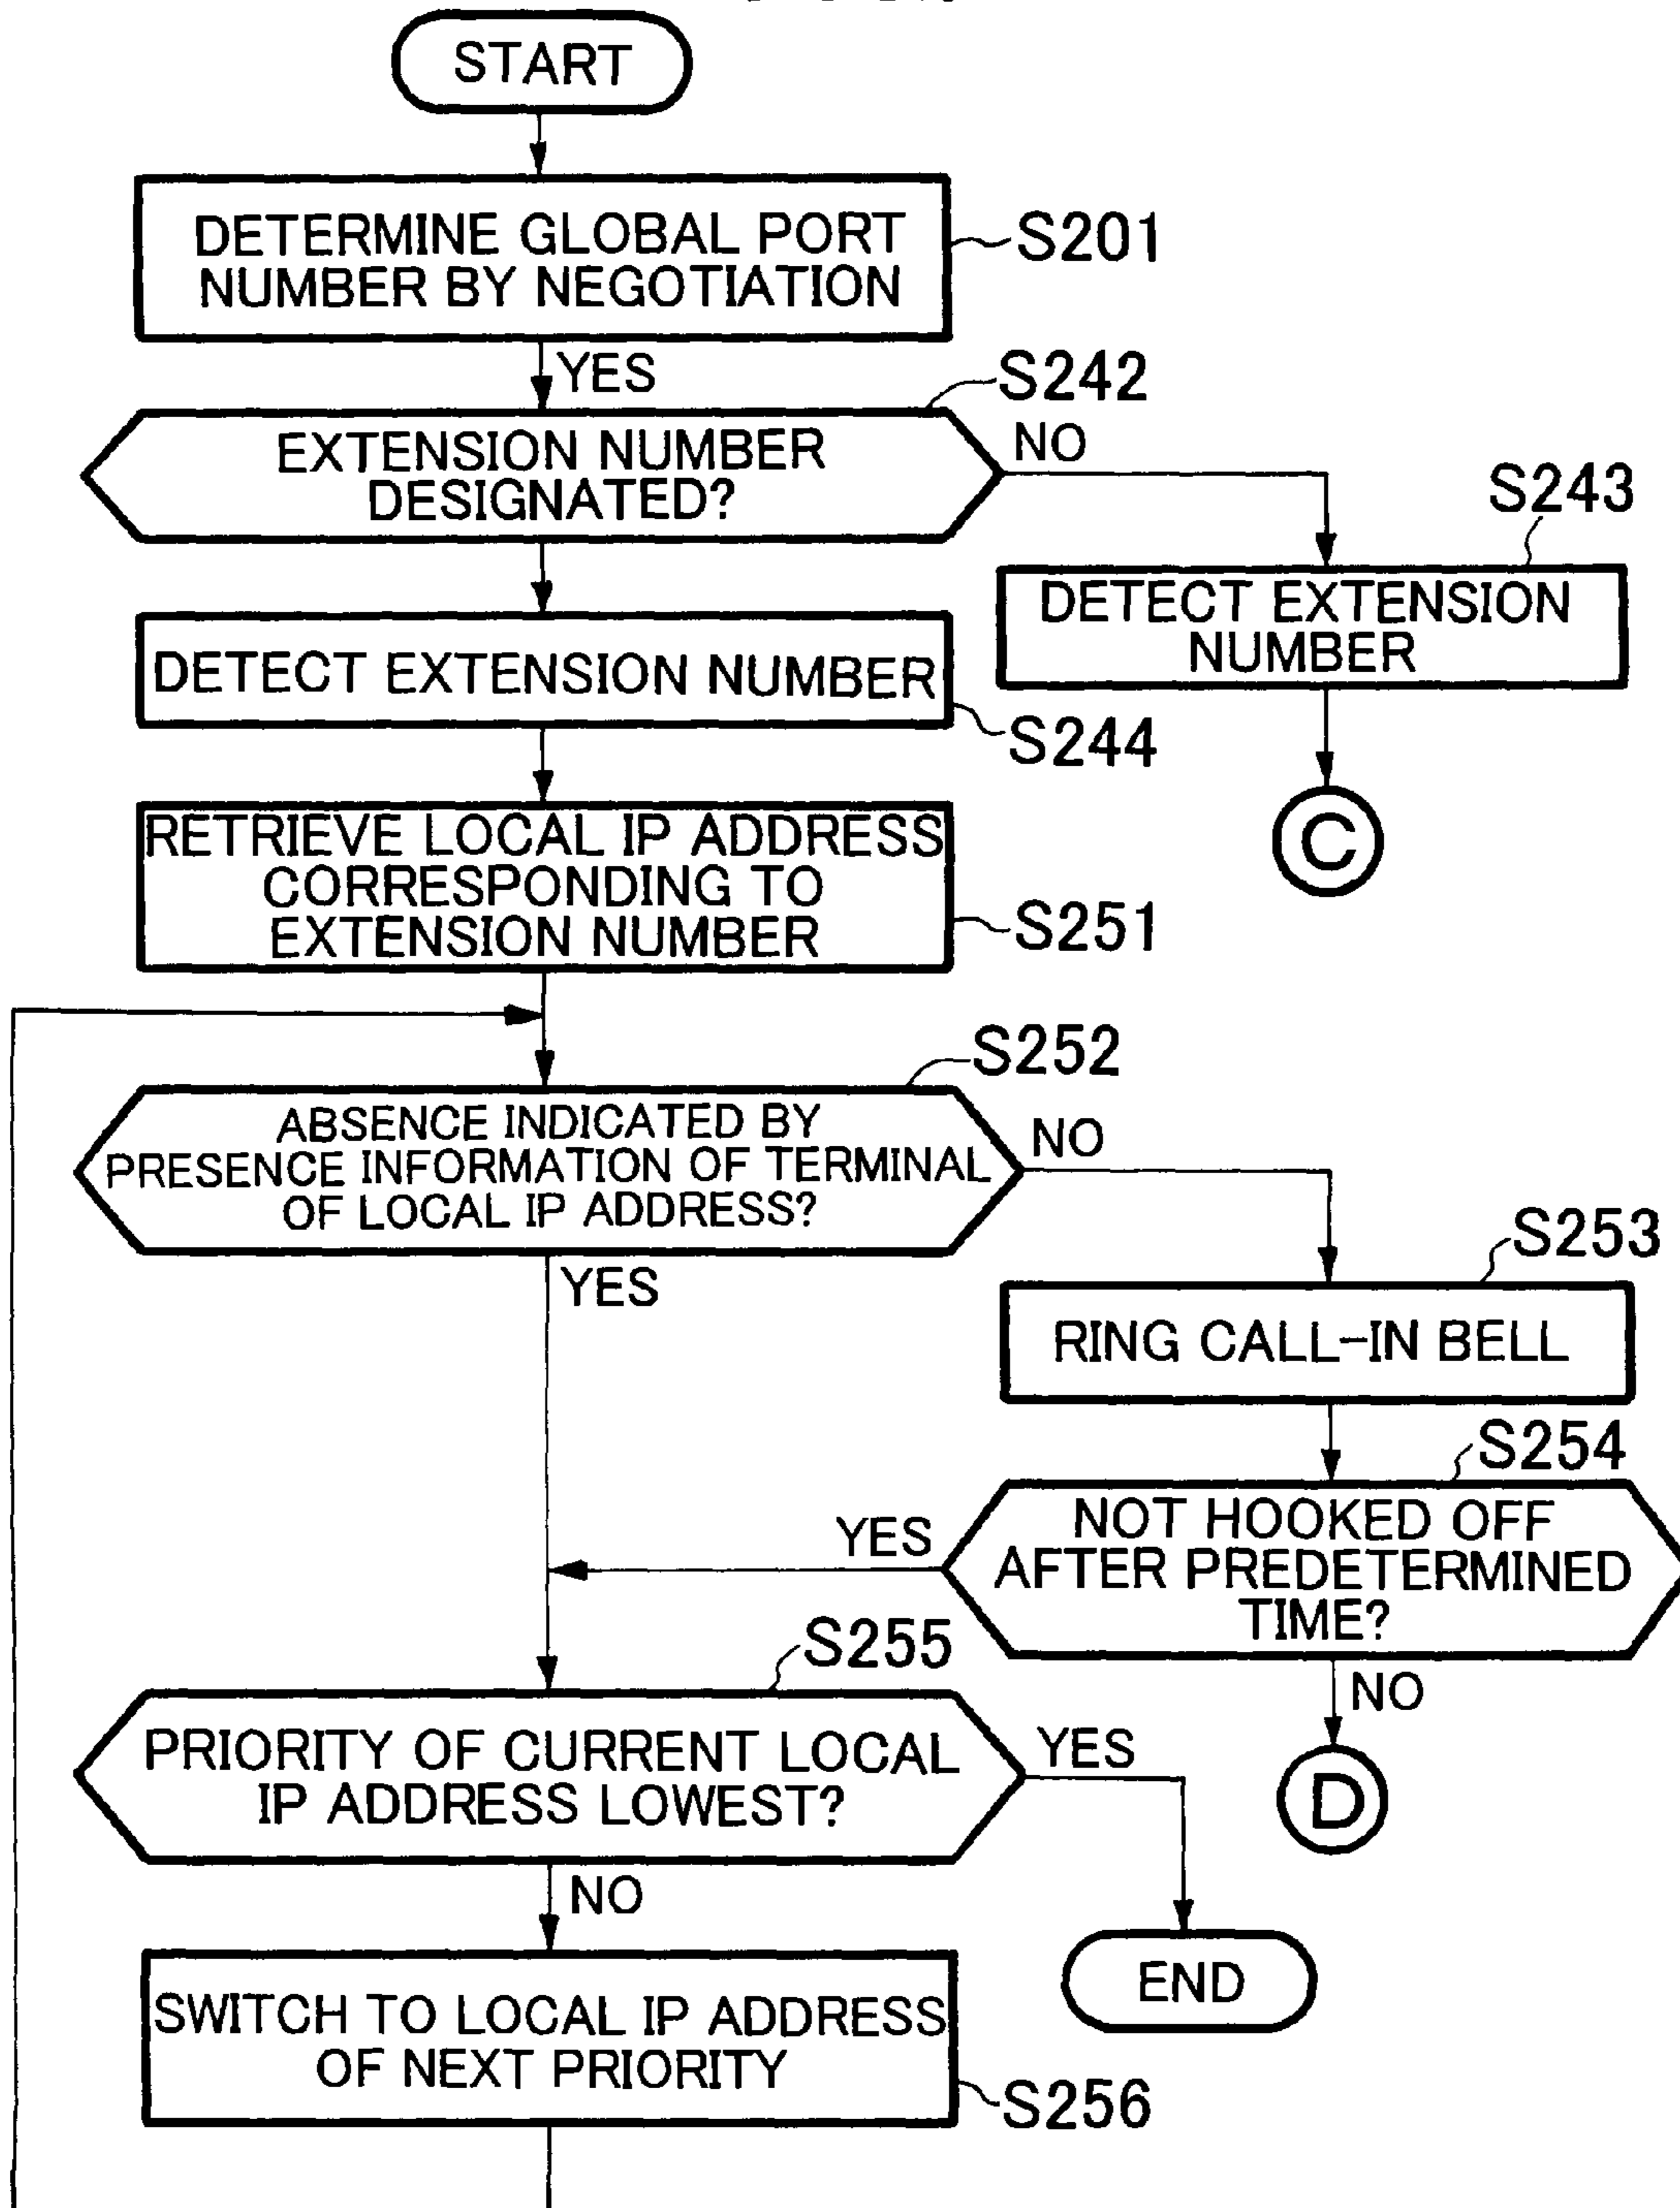 START
DETERMINE GLOBAL PORT
NUMBER BY NEGOTIATION
S201
YES
S242
EXTENSION NUMBER
DESIGNATED?
NO
S243
DETECT EXTENSION
NUMBER
DETECT EXTENSION NUMBER
S244
C
RETRIEVE LOCAL IP ADDRESS
CORRESPONDING TO
EXTENSION NUMBER
S251
S252
ABSENCE INDICATED BY
PRESENCE INFORMATION OF TERMINAL
OF LOCAL IP ADDRESS?
NO
YES
S253
RING CALL-IN BELL
S254
NOT HOOKED OFF
AFTER PREDETERMINED
TIME?
YES
NO
D
S255
PRIORITY OF CURRENT LOCAL
IP ADDRESS LOWEST?
YES
NO
END
SWITCH TO LOCAL IP ADDRESS
OF NEXT PRIORITY
S256